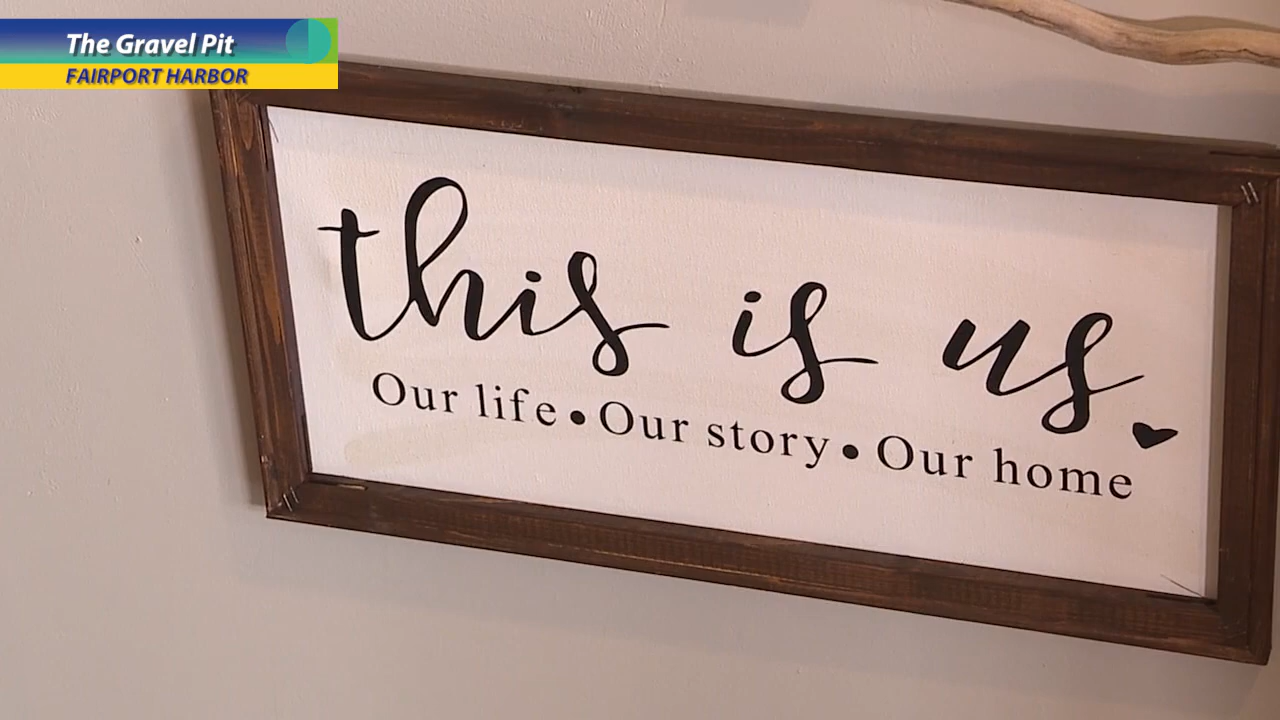 The Gravel Pit
FAIRPORT HARBOR
this is us.
Our life • Our story • Our home